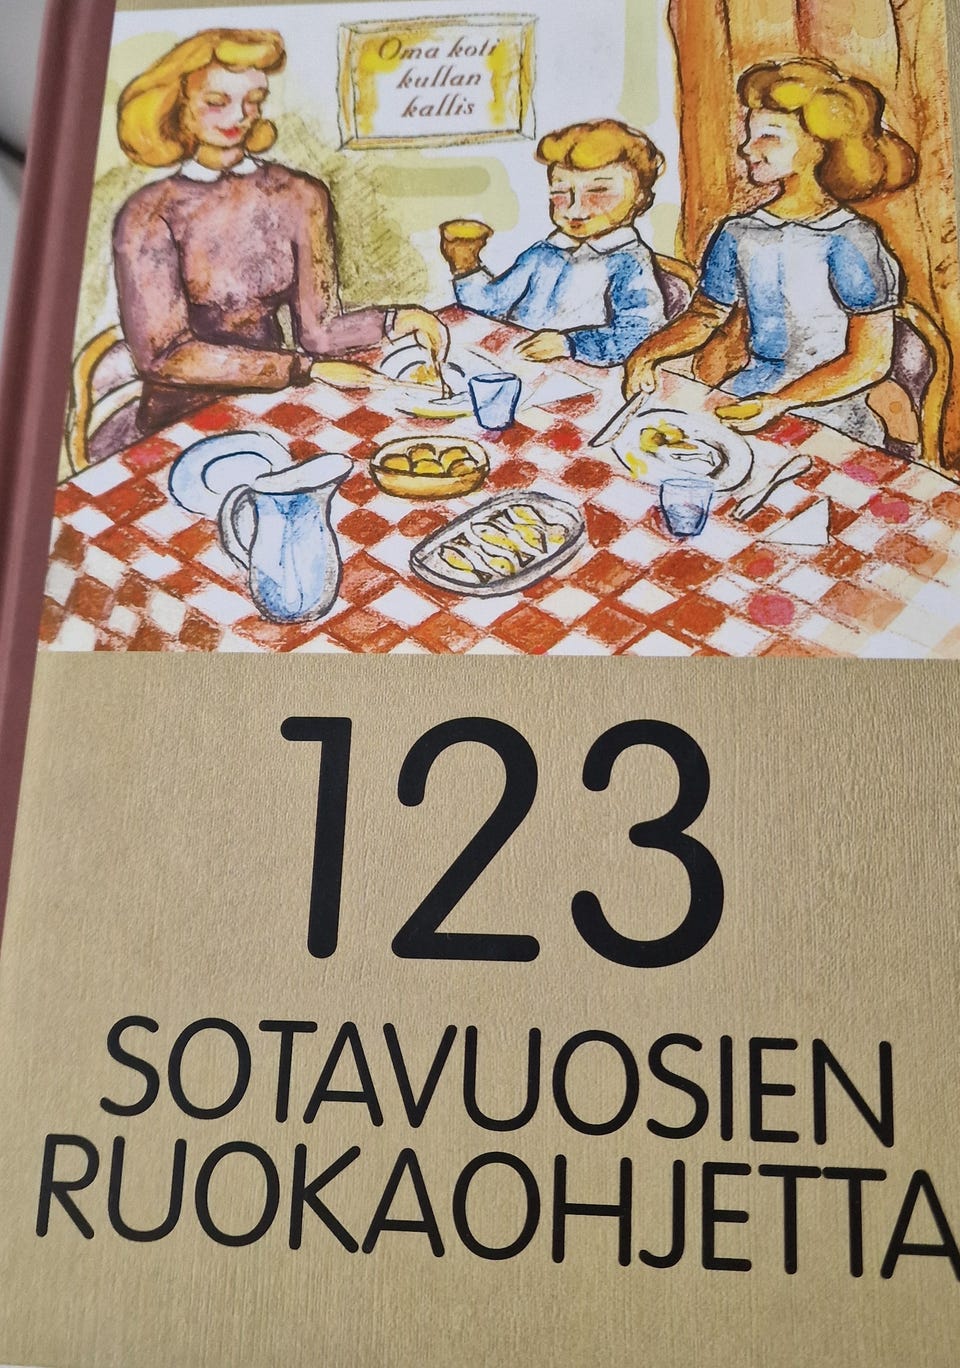 Oma koti
kullan
kallis
123
SOTAVUOSIEN
RUOKAOHJETTA